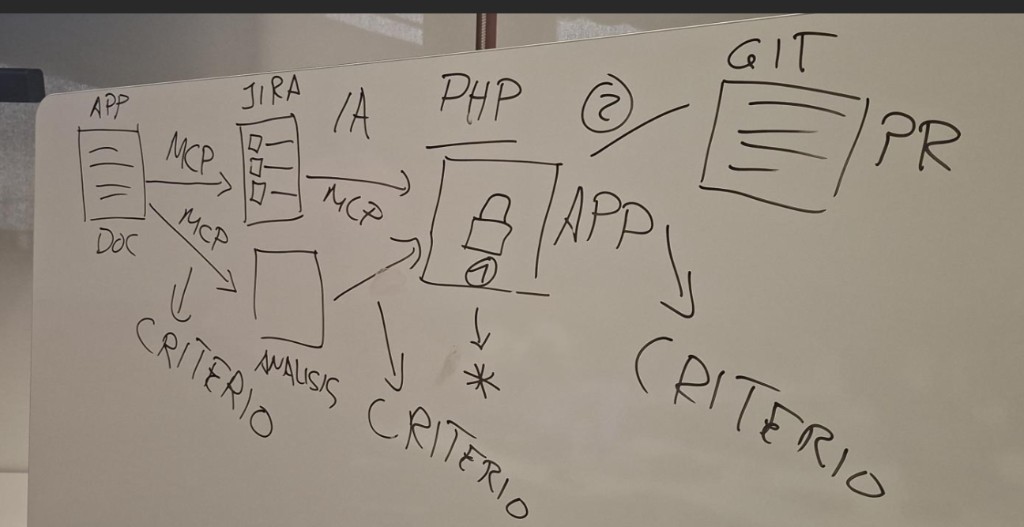 APP
DOC
MCP
MCP
CRITERIO
JIRA
ANALISIS
IA
MCP
CRITERIO
PHP
1
*
APP
CRITERIO
2
GIT
PR